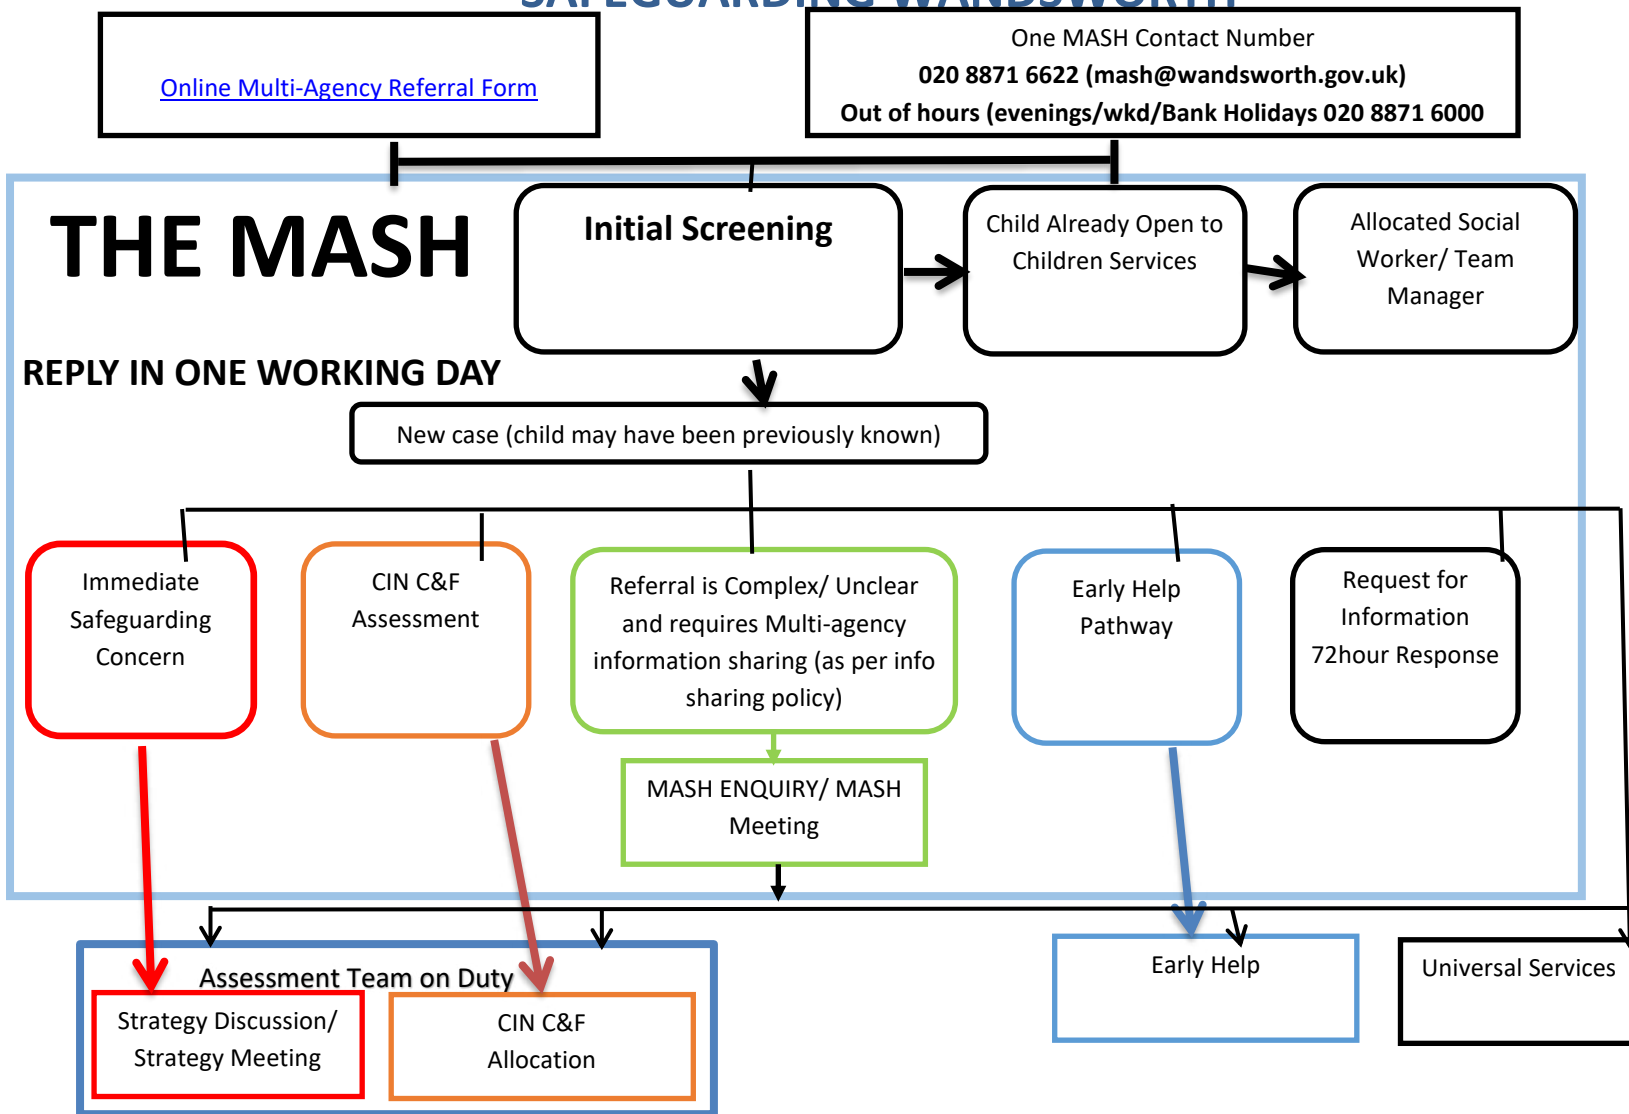 SAFEGUARDING WANDSWORTH
Online Multi-Agency Referral Form
One MASH Contact Number
020 8871 6622 (mash@wandsworth.gov.uk)
Out of hours (evenings/wkd/Bank Holidays 020 8871 6000
THE MASH
Initial Screening
Child Already Open to
Children Services
Allocated Social
Worker/ Team
Manager
REPLY IN ONE WORKING DAY
New case (child may have been previously known)
Immediate
Safeguarding
Concern
CIN C&F
Assessment
Referral is Complex/ Unclear
and requires Multi-agency
information sharing (as per info
sharing policy)
Early Help
Pathway
Request for
Information
72hour Response
MASH ENQUIRY/ MASH
Meeting
Assessment Team on Duty
Strategy Discussion/
Strategy Meeting
CIN C&F
Allocation
Early Help
Universal Services